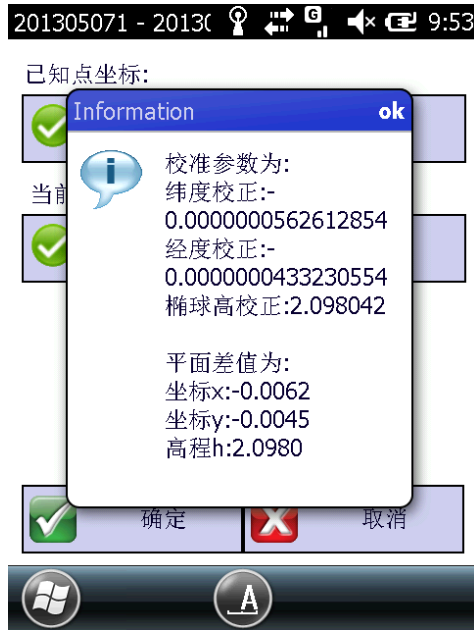 201305071 - 2013( 9:53
G
已知点坐标:
Information ok
校准参数为:
纬度校正:-
0.0000000562612854
经度校正:-
0.0000000433230554
椭球高校正:2.098042
当前
平面差值为:
坐标x:-0.0062
坐标y:-0.0045
高程h:2.0980
确定 取消
A